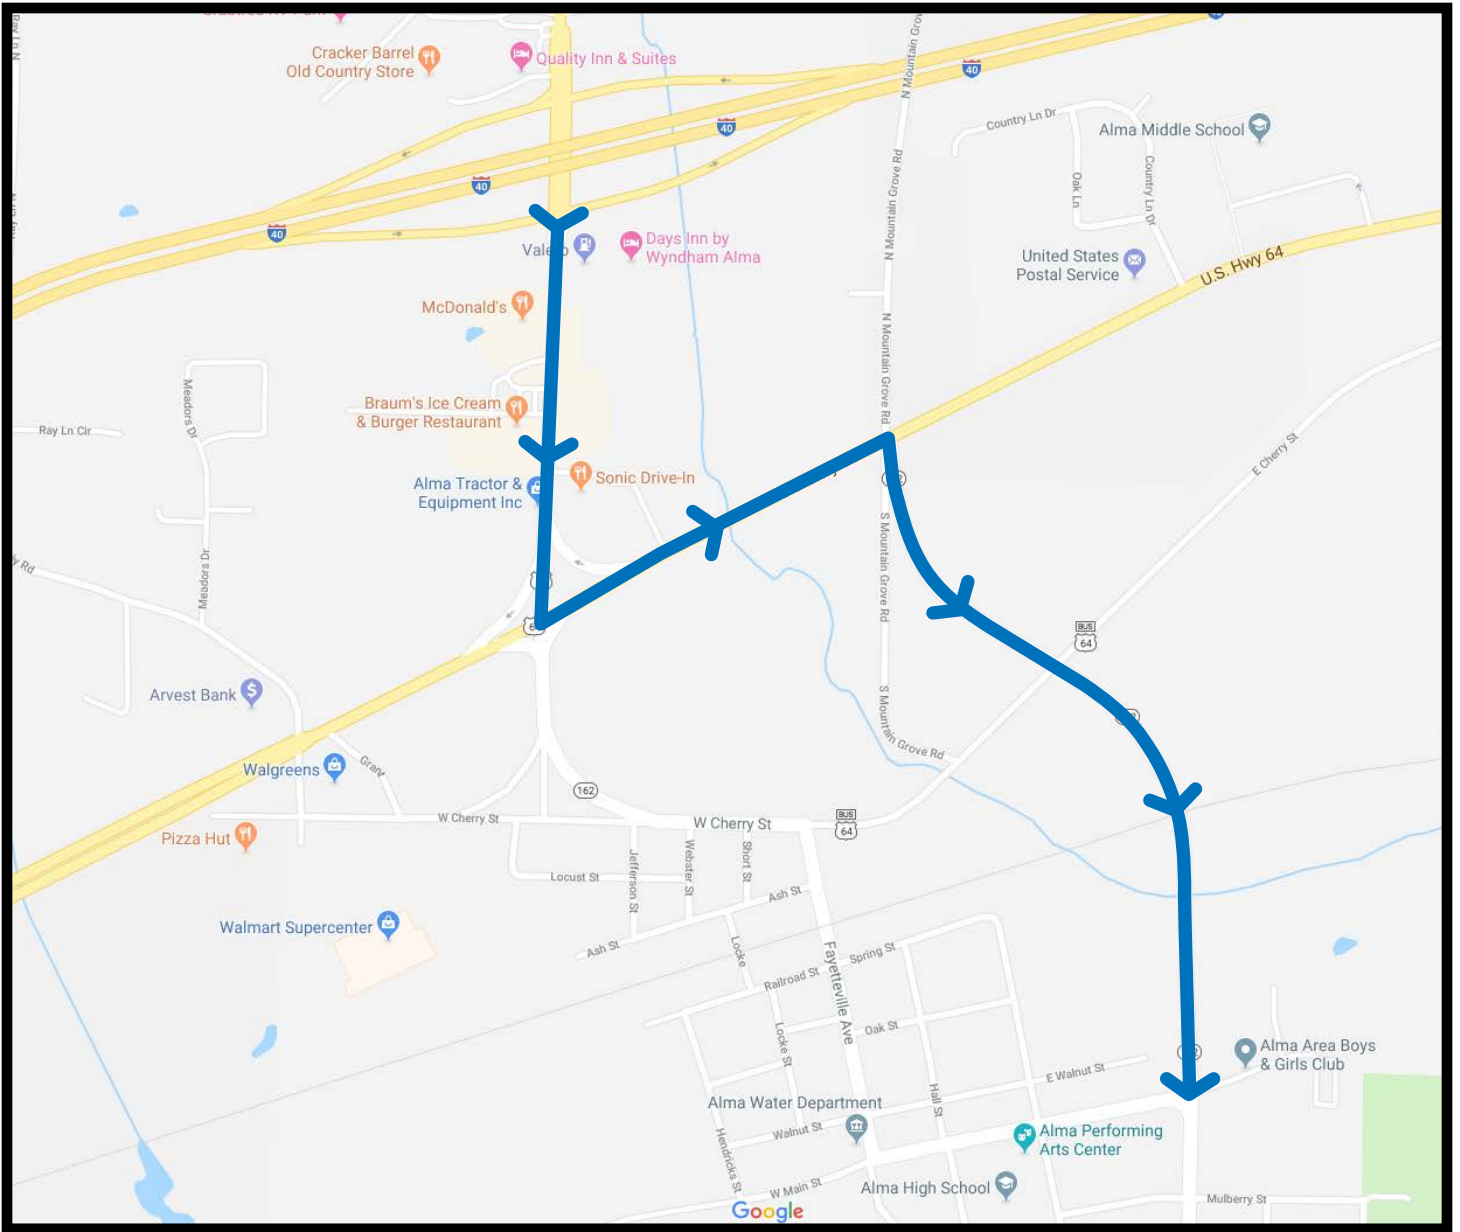 Cracker Barrel
Old Country Store
Quality Inn & Suites
40
40
40
40
N Mountain Grove Rd
Country Ln Dr
Alma Middle School
Oak Ln
Country Ln Dr
Days Inn by
Wyndham Alma
United States
Postal Service
U.S. Hwy 64
McDonald's
N Mountain Grove Rd
Meadors Dr
Braum's Ice Cream
& Burger Restaurant
Ray Ln Cir
E Cherry St
Sonic Drive-In
Alma Tractor &
Equipment Inc
S Mountain Grove Rd
Meadors Dr
BUS
64
Arvest Bank
S Mountain Grove Rd
Walgreens
162
W Cherry St
W Cherry St
BUS
64
Pizza Hut
Jefferson St
Webster St
Short St
Locust St
Ash St
Walmart Supercenter
Ash St
Locke
Fayetteville Ave
Spring St
Railroad St
Oak St
Locke St
Alma Area Boys
& Girls Club
E Walnut St
Hall St
Alma Water Department
Walnut St
Hendricks St
Alma Performing
Arts Center
W Main St
Alma High School
Mulberry St
Google